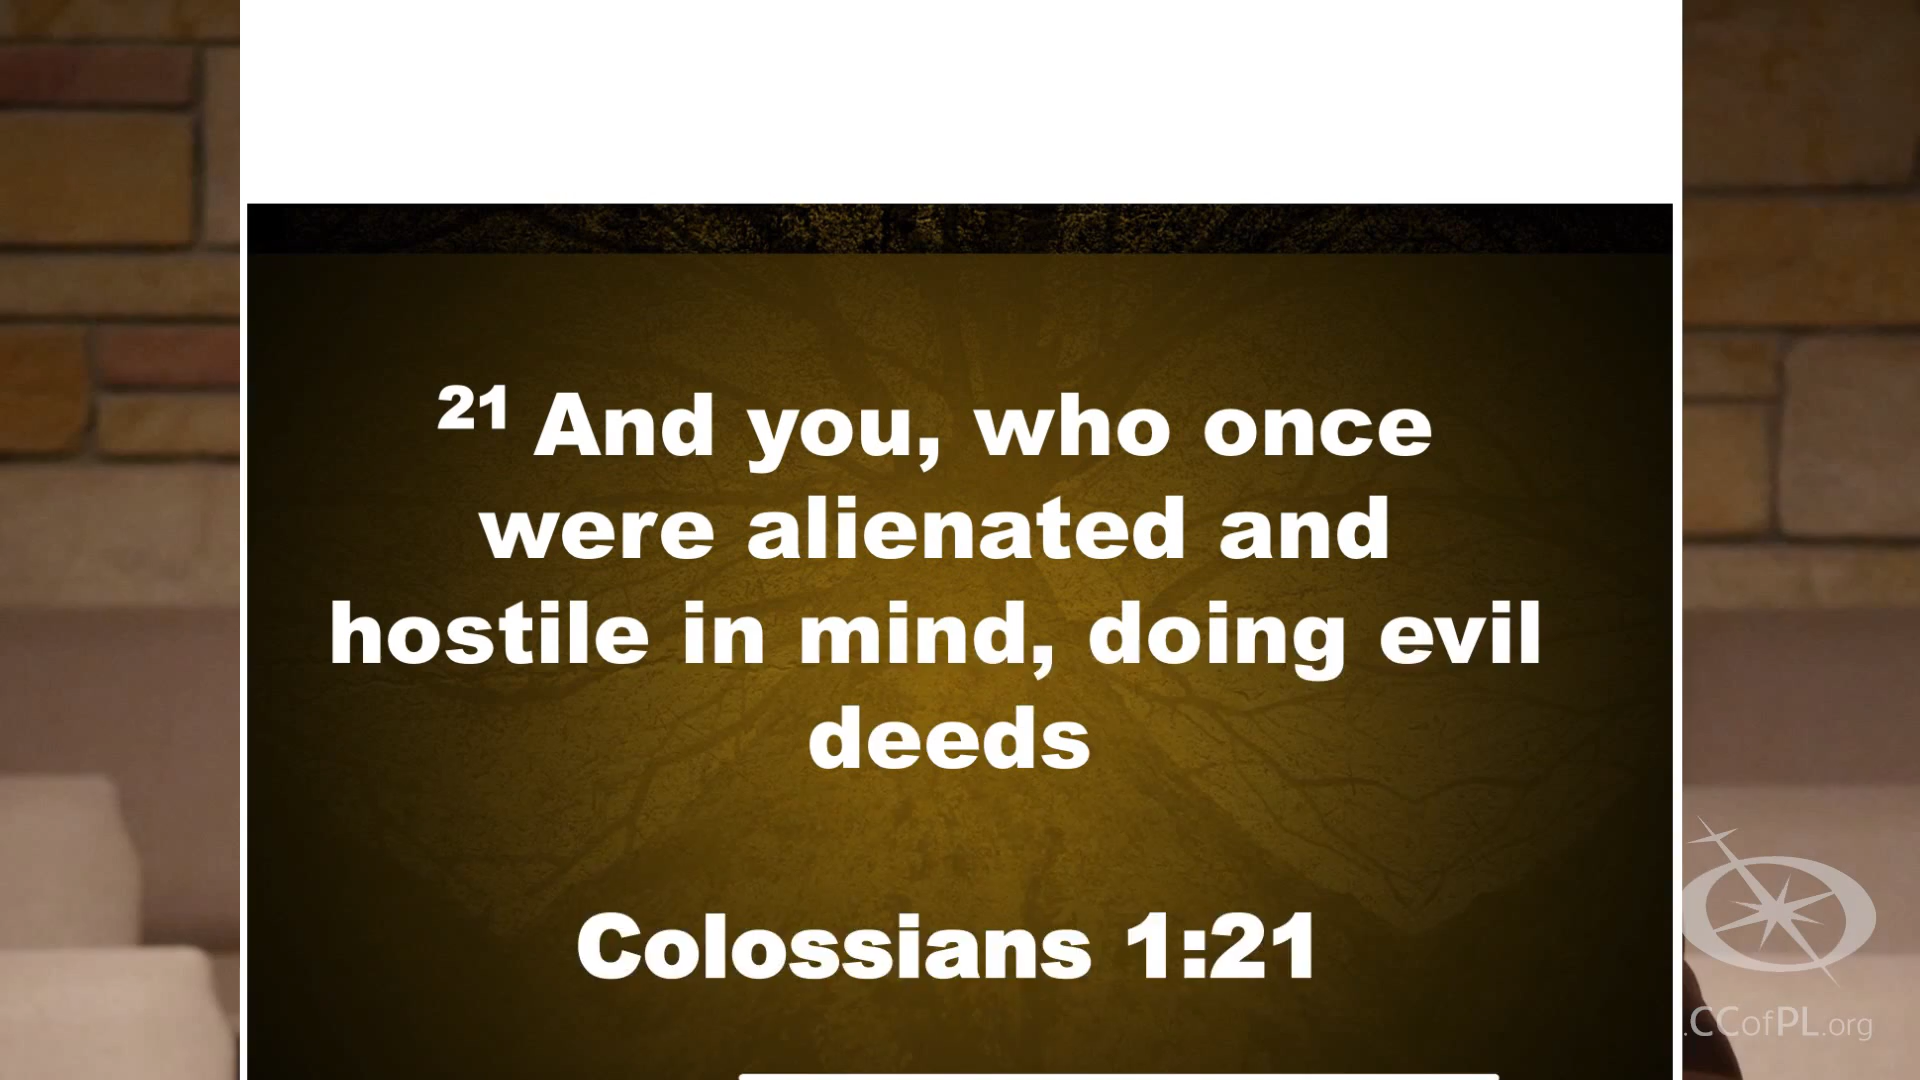 21 And you, who once
were alienated and
hostile in mind, doing evil
deeds
Colossians 1:21
.CCofPL.org